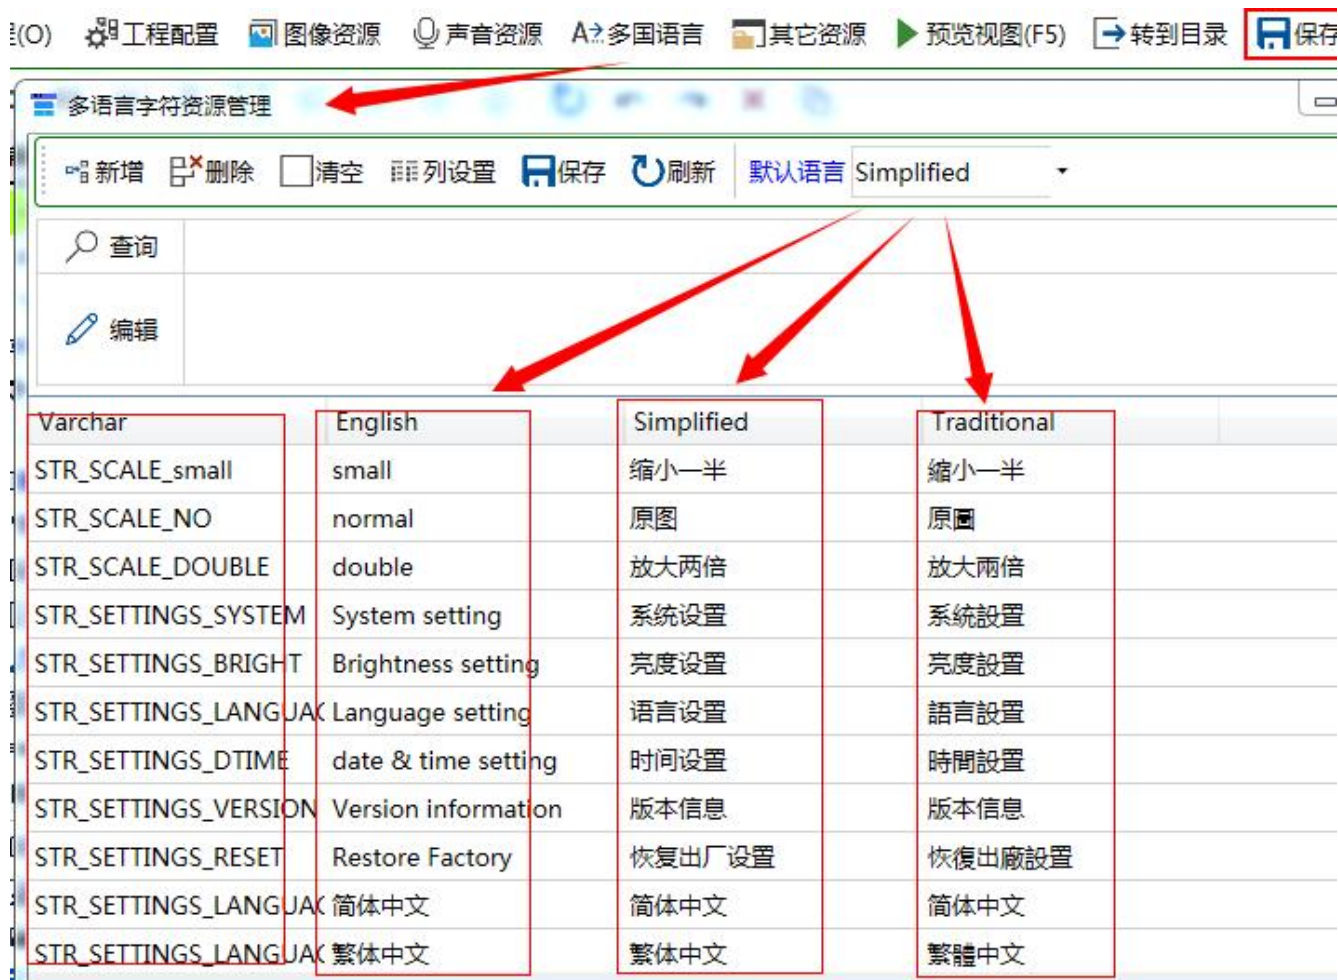 (O) 工程配置 图像资源 声音资源 A 多国语言 其它资源 预览视图(F5) 转到目录 保存
多语言字符资源管理
新增 删除 清空 列设置 保存 刷新 默认语言 Simplified
查询
编辑
Varchar English Simplified Traditional
STR_SCALE_small small 缩小一半 縮小一半
STR_SCALE_NO normal 原图 原圖
STR_SCALE_DOUBLE double 放大两倍 放大兩倍
STR_SETTINGS_SYSTEM System setting 系统设置 系統設置
STR_SETTINGS_BRIGHT Brightness setting 亮度设置 亮度設置
STR_SETTINGS_LANGUA Language setting 语言设置 語言設置
STR_SETTINGS_DTIME date & time setting 时间设置 時間設置
STR_SETTINGS_VERSION Version information 版本信息 版本信息
STR_SETTINGS_RESET Restore Factory 恢复出厂设置 恢復出廠設置
STR_SETTINGS_LANGUA 简体中文 简体中文 简体中文
STR_SETTINGS_LANGUA 繁体中文 繁体中文 繁體中文